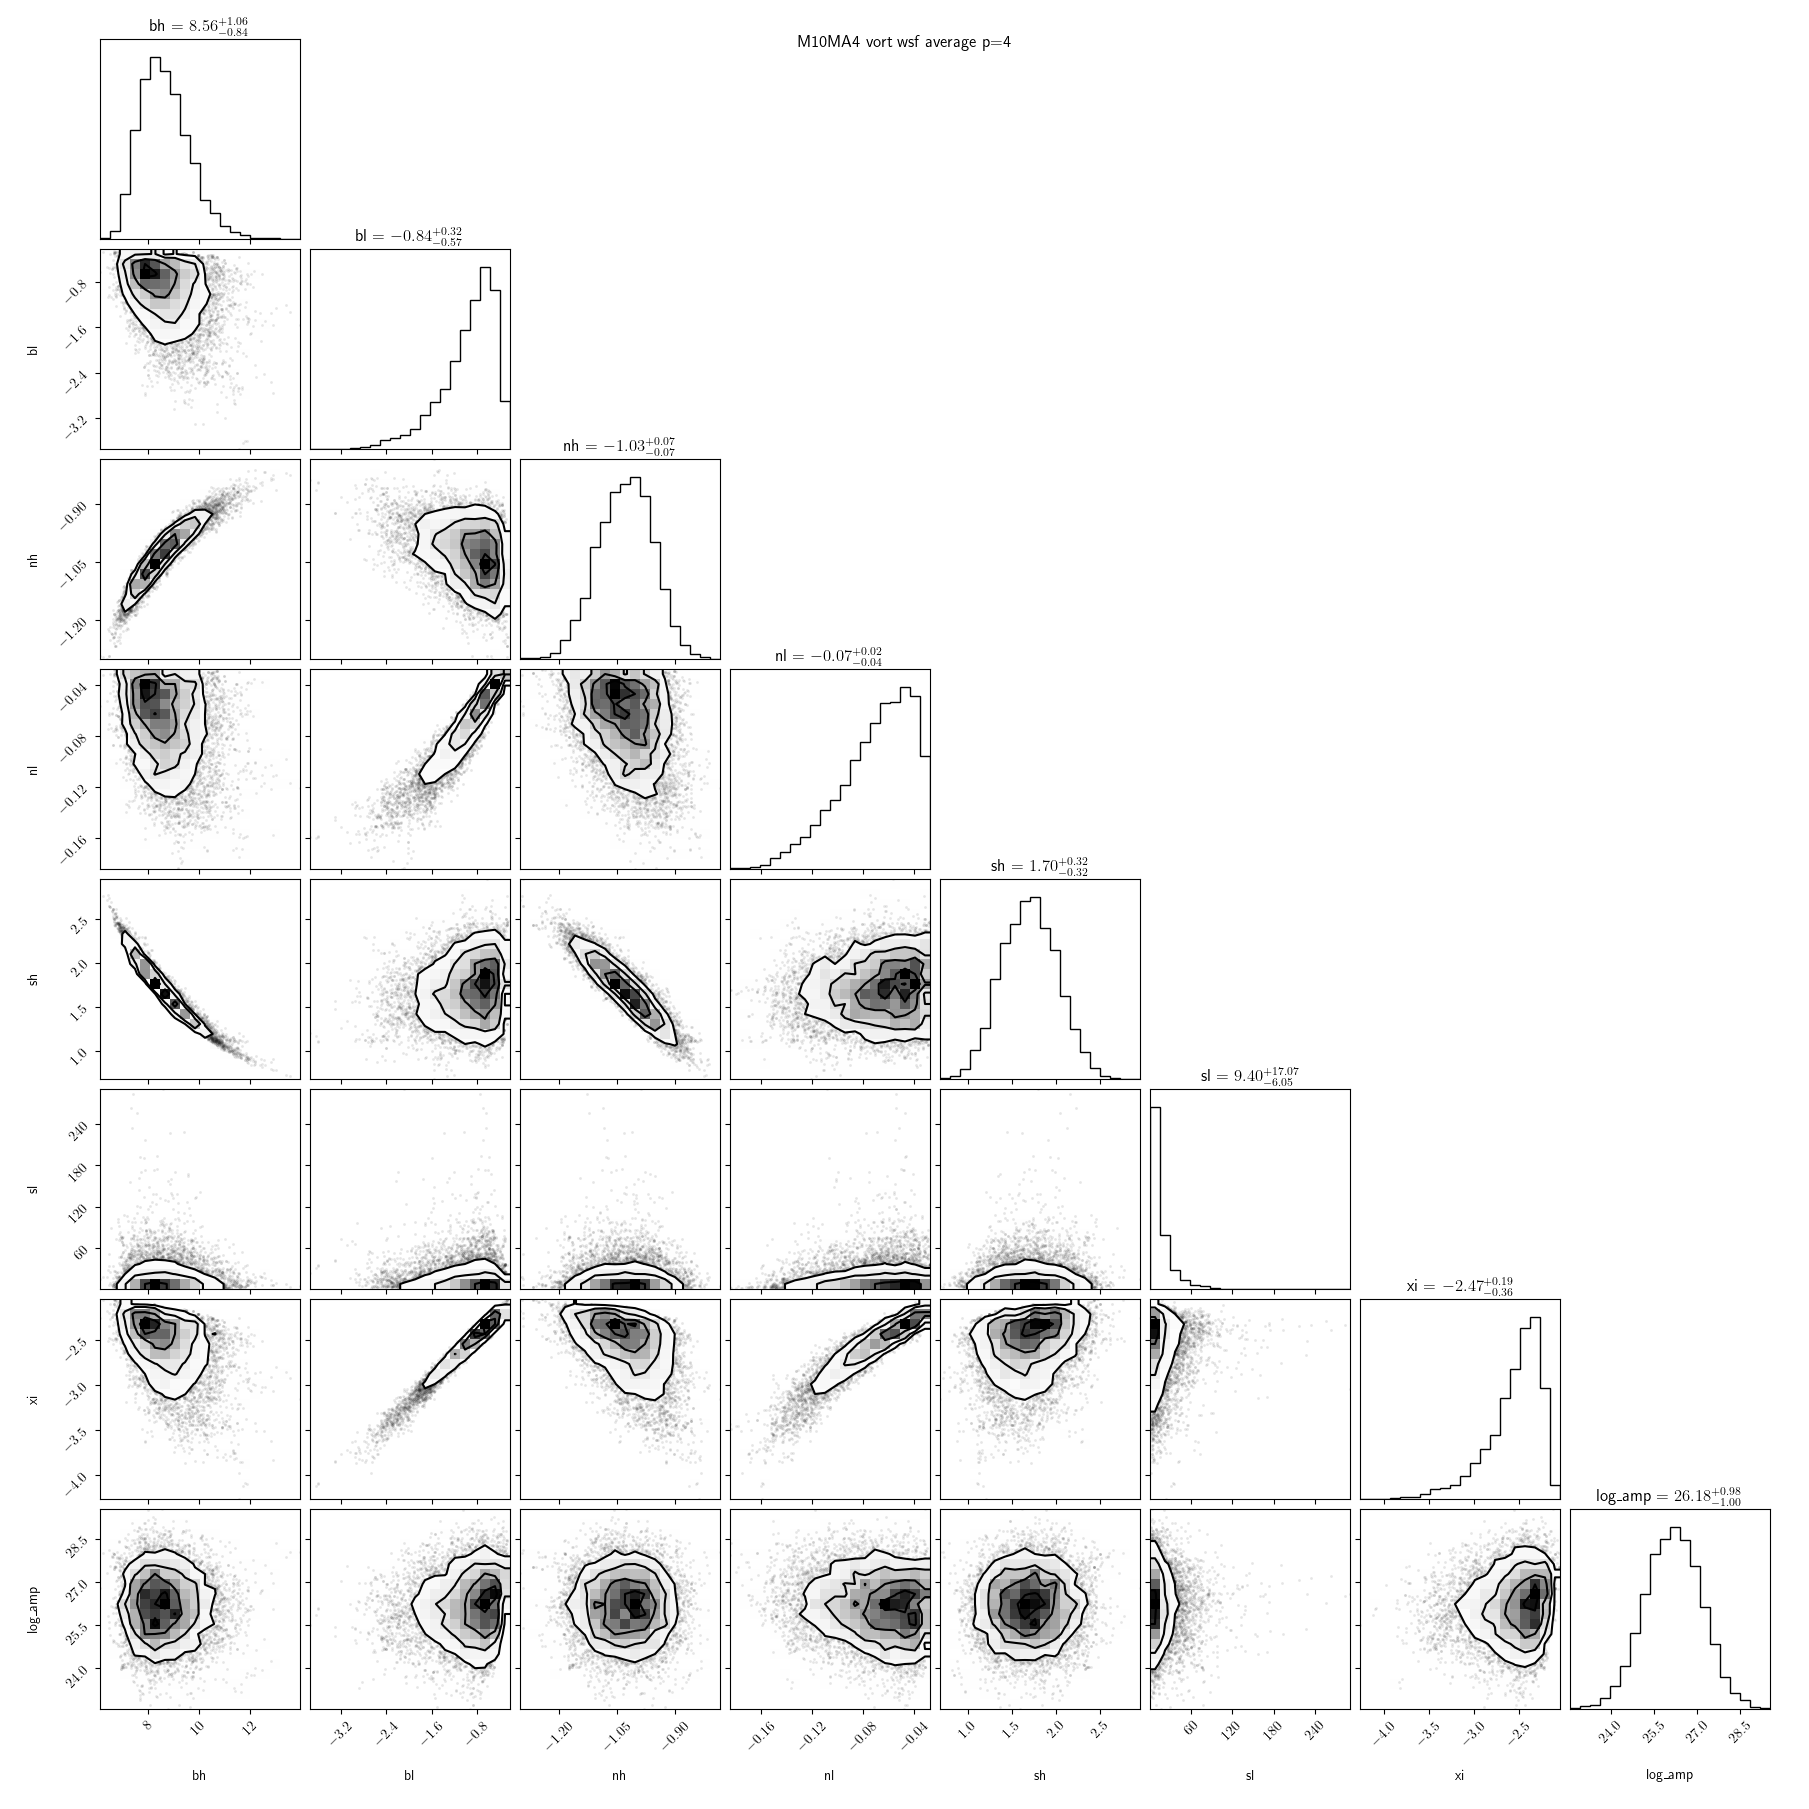 bh = 8.56+1.06 −0.84
M10MA4 vort wsf average p=4
bl = −0.84+0.32 −0.57
−0.8
−1.6
−2.4
−3.2
bl
nh = −1.03+0.07 −0.07
−0.90
−1.05
−1.20
nh
nl = −0.07+0.02 −0.04
−0.04
−0.08
−0.12
−0.16
nl
sh = 1.70+0.32 −0.32
2.5
2.0
1.5
1.0
sh
sl = 9.40+17.07 −6.05
240
180
120
60
sl
xi = −2.47+0.19 −0.36
−2.5
−3.0
−3.5
−4.0
xi
log_amp = 26.18+0.98 −1.00
28.5
27.0
25.5
24.0
log_amp
8 10 12 −3.2 −2.4 −1.6 −0.8 −1.20 −1.05 −0.90 −0.16 −0.12 −0.08 −0.04 1.0 1.5 2.0 2.5 60 120 180 240 −4.0 −3.5 −3.0 −2.5 24.0 25.5 27.0 28.5
bh bl nh nl sh sl xi log_amp